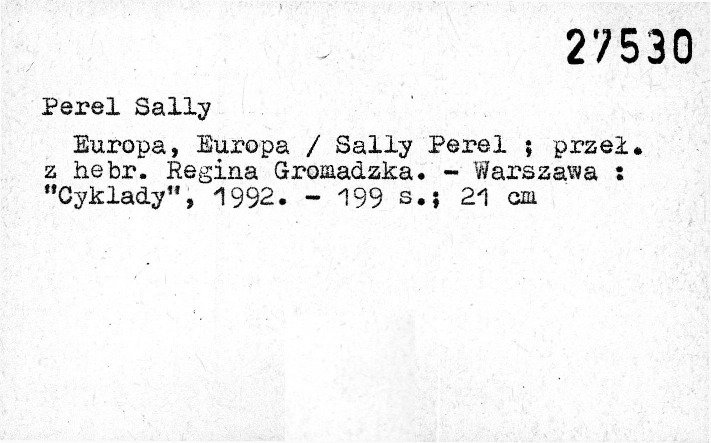 27530
Perel Sally
Europa, Europa / Sally Perel ; przeł.
z hebr. Regina Gromadzka. - Warszawa :
"Cyklady", 1992. - 199 s.; 21 cm